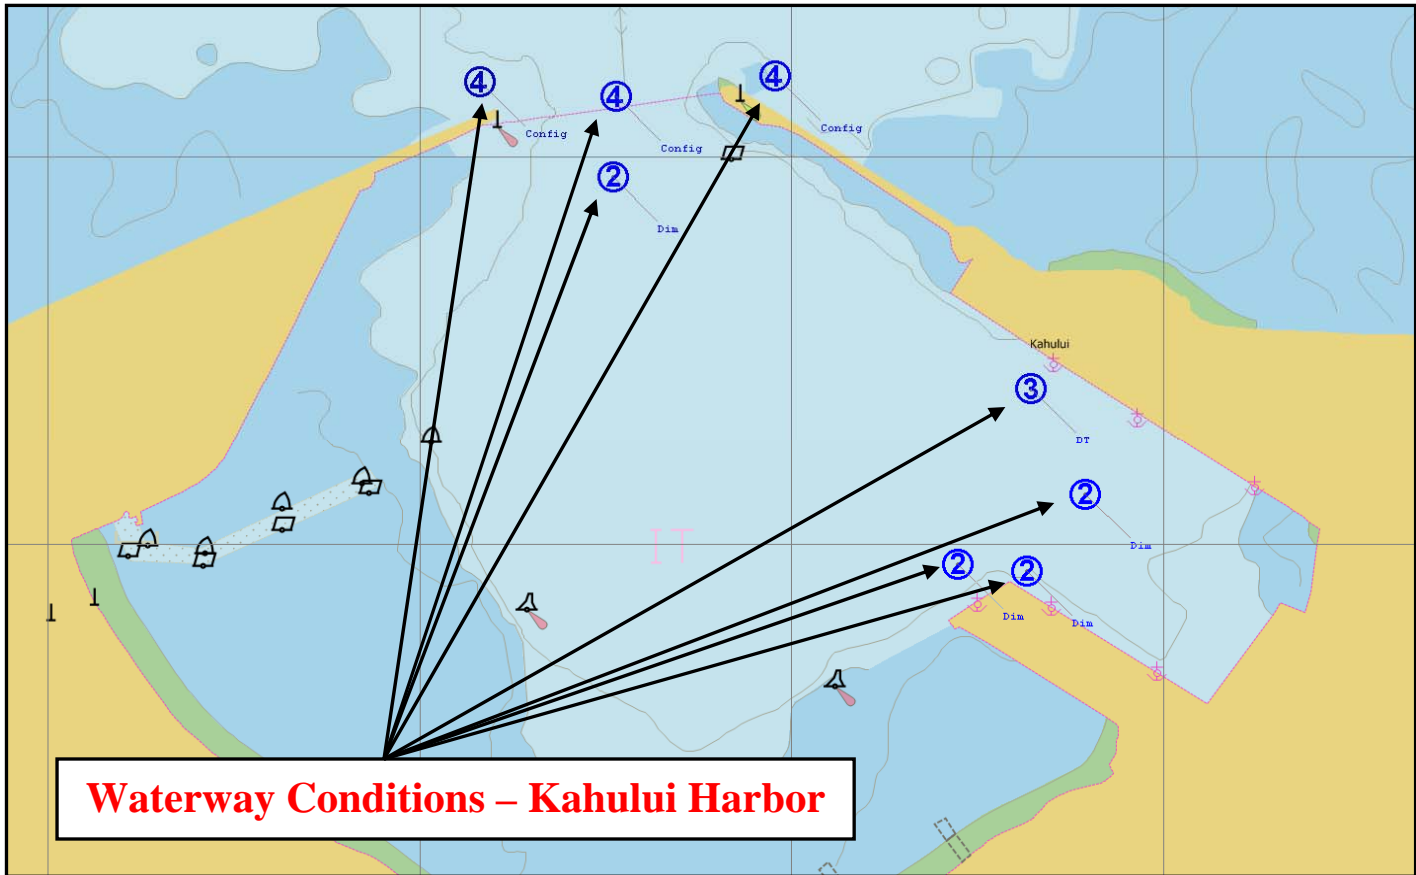 4
4
4
Config
Config
Config
2
Dim
Kahului
3
DT
2
IT
Dim
2
2
Dim
Dim
Waterway Conditions – Kahului Harbor